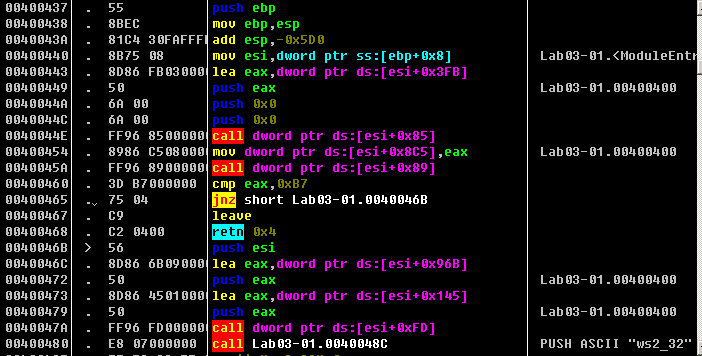 00400437 . 55 push ebp
00400438 . 8BEC mov ebp,esp
0040043A . 81C4 30FAFFFF add esp,-0x5D0
00400440 . 8B75 08 mov esi,dword ptr ss:[ebp+0x8] Lab03-01.<ModuleEntr
00400443 . 8D86 FB030000 lea eax,dword ptr ds:[esi+0x3FB]
00400449 . 50 push eax Lab03-01.00400400
0040044A . 6A 00 push 0x0
0040044C . 6A 00 push 0x0
0040044E . FF96 85000000 call dword ptr ds:[esi+0x85]
00400454 . 8986 C5080000 mov dword ptr ds:[esi+0x8C5],eax Lab03-01.00400400
0040045A . FF96 89000000 call dword ptr ds:[esi+0x89]
00400460 . 3D B7000000 cmp eax,0xB7
00400465 . 75 04 jnz short Lab03-01.0040046B
00400467 . C9 leave
00400468 . C2 0400 retn 0x4
0040046B > 56 push esi
0040046C . 8D86 6B090000 lea eax,dword ptr ds:[esi+0x96B]
00400472 . 50 push eax Lab03-01.00400400
00400473 . 8D86 45010000 lea eax,dword ptr ds:[esi+0x145]
00400479 . 50 push eax Lab03-01.00400400
0040047A . FF96 FD000000 call dword ptr ds:[esi+0xFD]
00400480 . E8 07000000 call Lab03-01.0040048C PUSH ASCII "ws2_32"